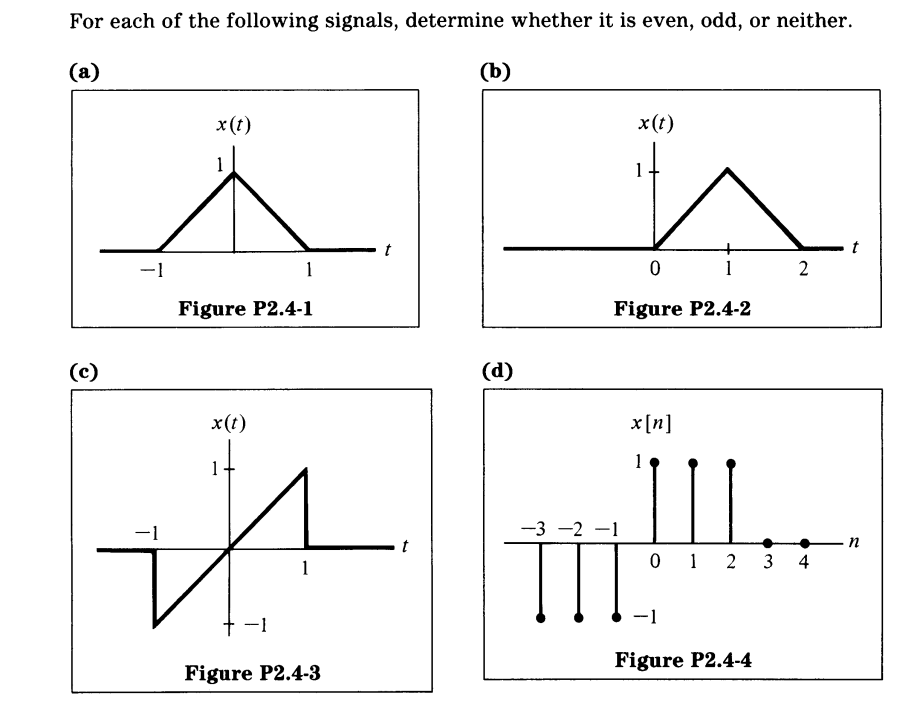 For each of the following signals, determine whether it is even, odd, or neither.
(a)
x(t)
1
t
−1
1
Figure P2.4-1
(b)
x(t)
1
t
0
1
2
Figure P2.4-2
(c)
x(t)
1
−1
t
1
−1
Figure P2.4-3
(d)
x[n]
1
−3 −2 −1
n
0 1 2 3 4
−1
Figure P2.4-4